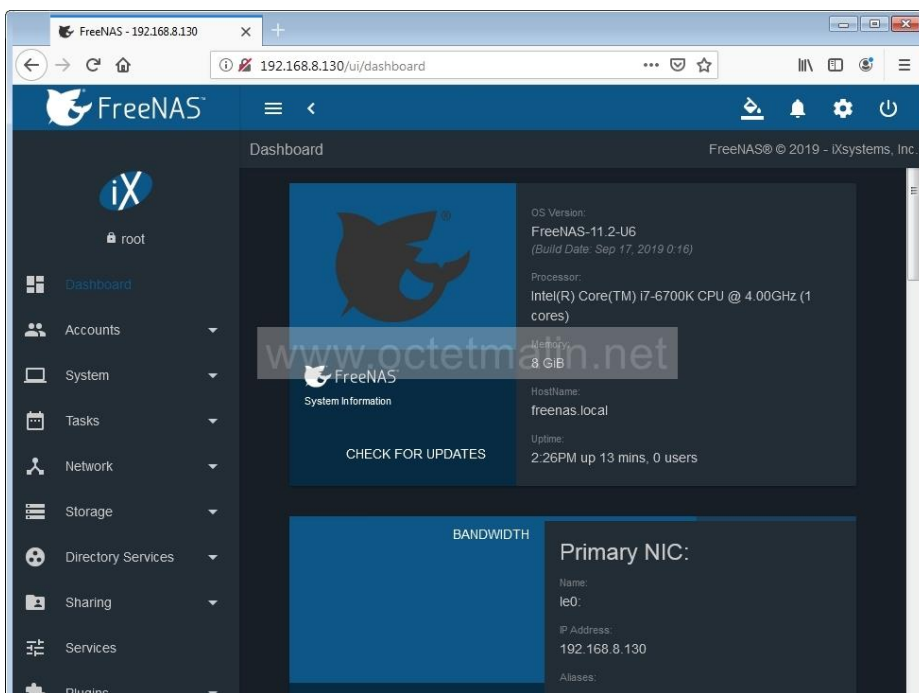 FreeNAS - 192.168.8.130
192.168.8.130/ui/dashboard
FreeNAS
Dashboard
FreeNAS® © 2019 - iXsystems, Inc.
iX
root
Dashboard
Accounts
System
Tasks
Network
Storage
Directory Services
Sharing
Services
Plugins
FreeNAS
System Information
CHECK FOR UPDATES
OS Version:
FreeNAS-11.2-U6
(Build Date: Sep 17, 2019 0:16)
Processor:
Intel(R) Core(TM) i7-6700K CPU @ 4.00GHz (1
cores)
Memory:
8 GiB
HostName:
freenas.local
Uptime:
2:26PM up 13 mins, 0 users
www.octetmalin.net
BANDWIDTH
Primary NIC:
Name:
le0:
IP Address:
192.168.8.130
Aliases: